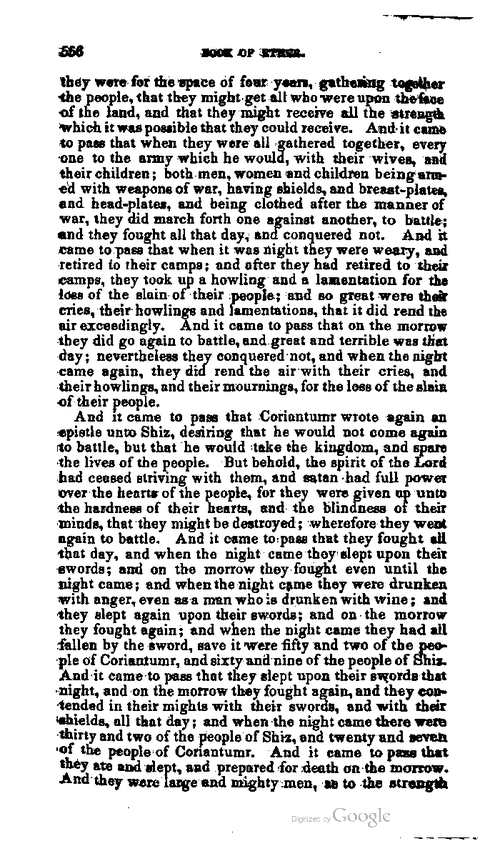 556 BOOK OF ETHER.
they were for the space of four years, gathering together
the people, that they might get all who were upon the face
of the land, and that they might receive all the strength
which it was possible that they could receive. And it came
to pass that when they were all gathered together, every
one to the army which he would, with their wives, and
their children; both men, women and children being arm-
ed with weapons of war, having shields, and breast-plates,
and head-plates, and being clothed after the manner of
war, they did march forth one against another, to battle;
and they fought all that day, and conquered not. And it
came to pass that when it was night they were weary, and
retired to their camps; and after they had retired to their
camps, they took up a howling and a lamentation for the
loss of the slain of their people; and so great were their
cries, their howlings and lamentations, that it did rend the
air exceedingly. And it came to pass that on the morrow
they did go again to battle, and great and terrible was that
day; nevertheless they conquered not, and when the night
came again, they did rend the air with their cries, and
their howlings, and their mournings, for the loss of the slain
of their people.
And it came to pass that Coriantumr wrote again an
epistle unto Shiz, desiring that he would not come again
to battle, but that he would take the kingdom, and spare
the lives of the people. But behold, the spirit of the Lord
had ceased striving with them, and satan had full power
over the hearts of the people, for they were given up unto
the hardness of their hearts, and the blindness of their
minds, that they might be destroyed; wherefore they went
again to battle. And it came to pass that they fought all
that day, and when the night came they slept upon their
swords; and on the morrow they fought even until the
night came; and when the night came they were drunken
with anger, even as a man who is drunken with wine; and
they slept again upon their swords; and on the morrow
they fought again; and when the night came they had all
fallen by the sword, save it were fifty and two of the peo-
ple of Coriantumr, and sixty and nine of the people of Shiz.
And it came to pass that they slept upon their swords that
night, and on the morrow they fought again, and they con-
tended in their mights with their swords, and with their
shields, all that day; and when the night came there were
thirty and two of the people of Shiz, and twenty and seven
of the people of Coriantumr. And it came to pass that
they ate and slept, and prepared for death on the morrow.
And they were large and mighty men, as to the strength
Digitized by Google